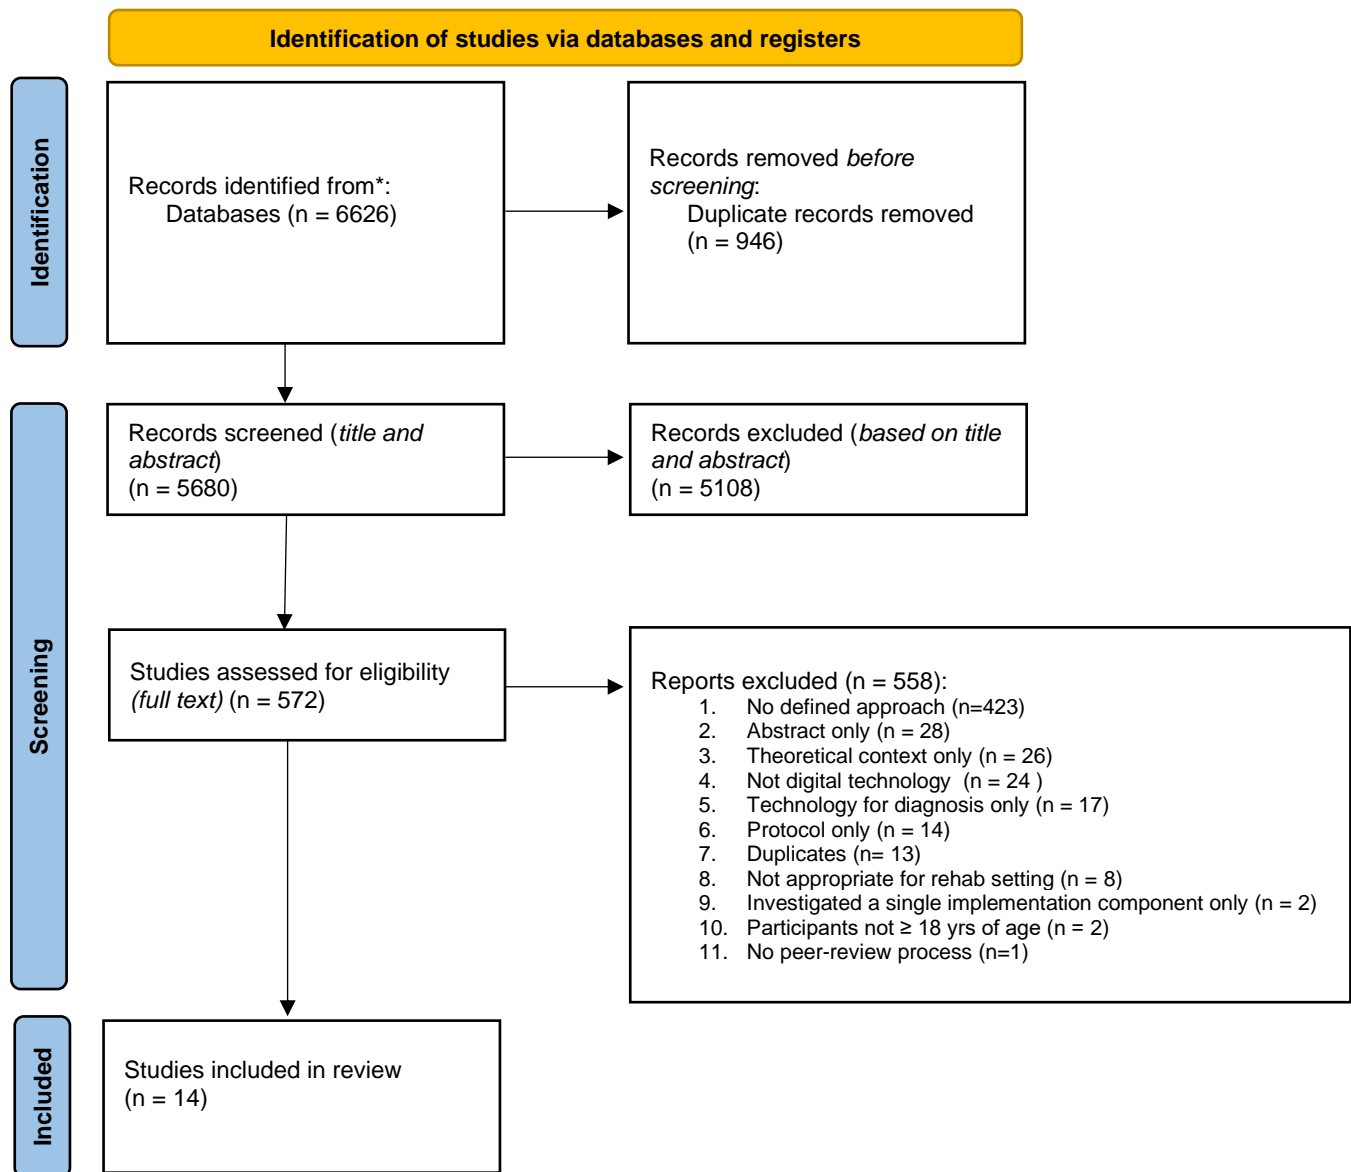 Identification of studies via databases and registers
Identification
Records identified from*:
Databases (n = 6626)
Records removed before
screening:
Duplicate records removed
(n = 946)
Screening
Records screened (title and
abstract)
(n = 5680)
Records excluded (based on title
and abstract)
(n = 5108)
Studies assessed for eligibility
(full text) (n = 572)
Reports excluded (n = 558):
1. No defined approach (n=423)
2. Abstract only (n = 28)
3. Theoretical context only (n = 26)
4. Not digital technology  (n = 24 )
5. Technology for diagnosis only (n = 17)
6. Protocol only (n = 14)
7. Duplicates (n= 13)
8. Not appropriate for rehab setting (n = 8)
9. Investigated a single implementation component only (n = 2)
10. Participants not ≥ 18 yrs of age (n = 2)
11. No peer-review process (n=1)
Included
Studies included in review
(n = 14)